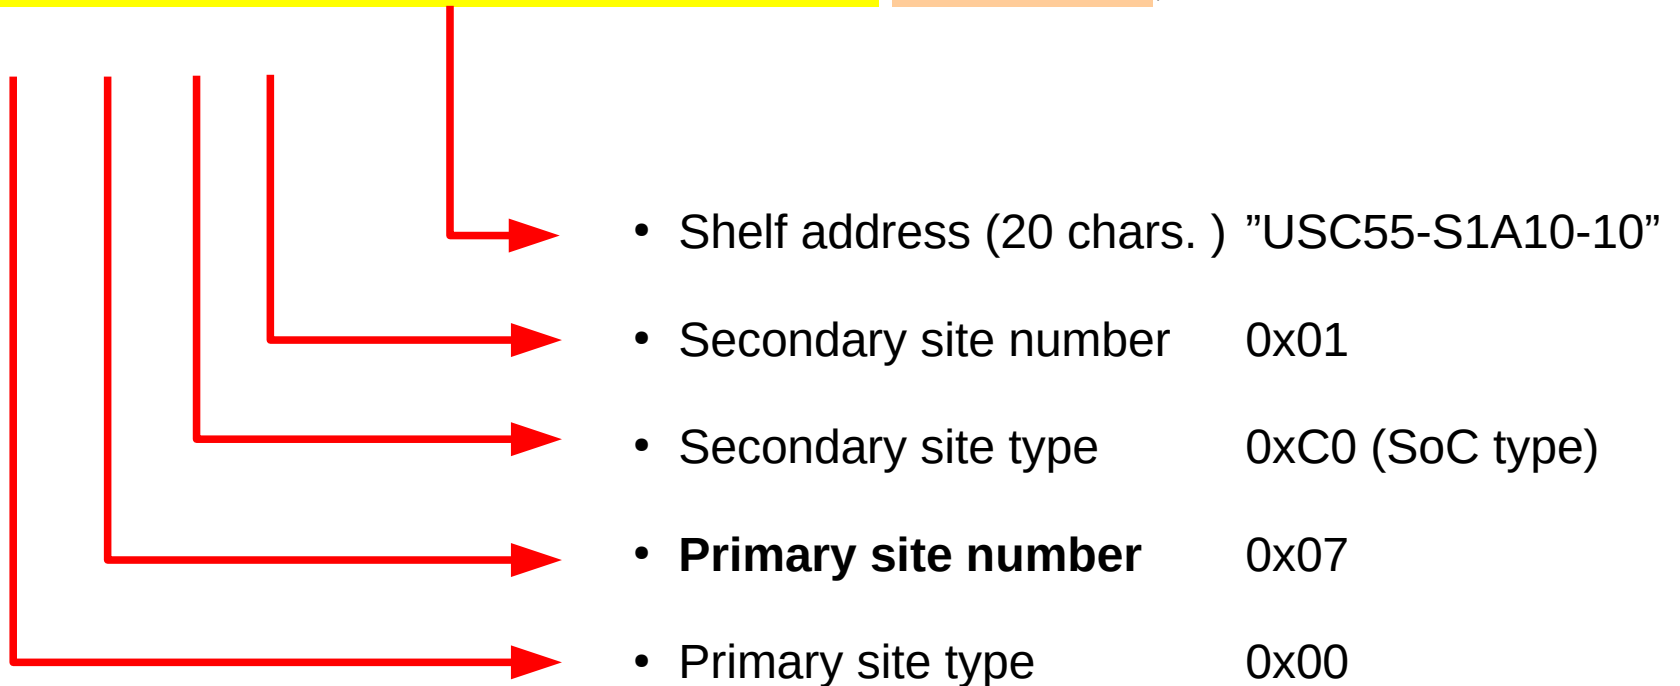 • Shelf address (20 chars. ) ”USC55-S1A10-10”
• Secondary site number 0x01
• Secondary site type 0xC0 (SoC type)
• Primary site number 0x07
• Primary site type 0x00